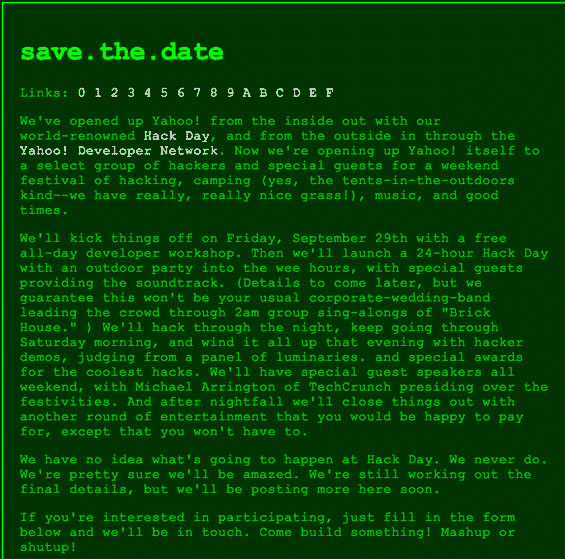 save.the.date
Links: 0 1 2 3 4 5 6 7 8 9 A B C D E F
We've opened up Yahoo! from the inside out with our
world-renowned Hack Day, and from the outside in through the
Yahoo! Developer Network. Now we're opening up Yahoo! itself to
a select group of hackers and special guests for a weekend
festival of hacking, camping (yes, the tents-in-the-outdoors
kind--we have really, really nice grass!), music, and good
times.
We'll kick things off on Friday, September 29th with a free
all-day developer workshop. Then we'll launch a 24-hour Hack Day
with an outdoor party into the wee hours, with special guests
providing the soundtrack. (Details to come later, but we
guarantee this won't be your usual corporate-wedding-band
leading the crowd through 2am group sing-alongs of "Brick
House." ) We'll hack through the night, keep going through
Saturday morning, and wind it all up that evening with hacker
demos, judging from a panel of luminaries. and special awards
for the coolest hacks. We'll have special guest speakers all
weekend, with Michael Arrington of TechCrunch presiding over the
festivities. And after nightfall we'll close things out with
another round of entertainment that you would be happy to pay
for, except that you won't have to.
We have no idea what's going to happen at Hack Day. We never do.
We're pretty sure we'll be amazed. We're still working out the
final details, but we'll be posting more here soon.
If you're interested in participating, just fill in the form
below and we'll be in touch. Come build something! Mashup or
shutup!